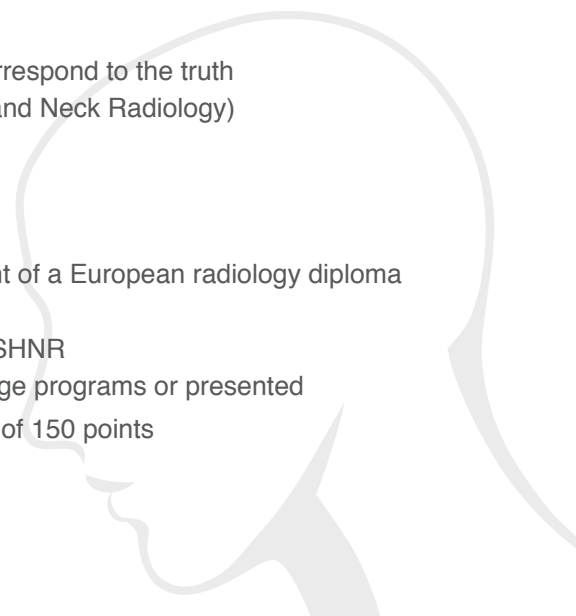 rrespond to the truth
and Neck Radiology)
t of a European radiology diploma
SHNR
ge programs or presented
of 150 points